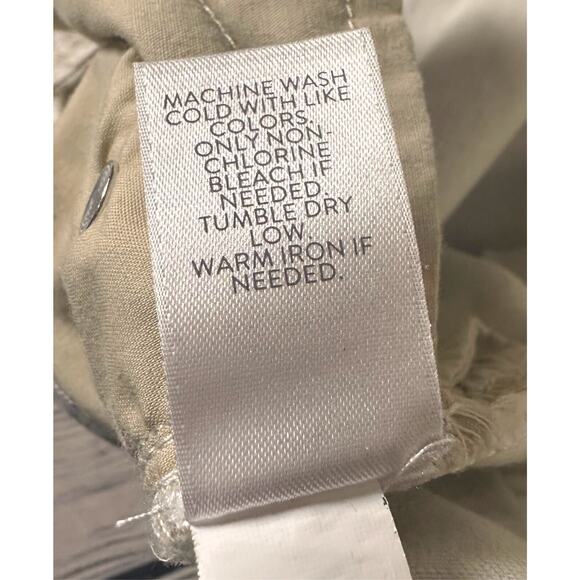 MACHINE WASH
COLD WITH LIKE
COLORS.
ONLY NON-
CHLORINE
BLEACH IF
NEEDED.
TUMBLE DRY
LOW.
WARM IRON IF
NEEDED.